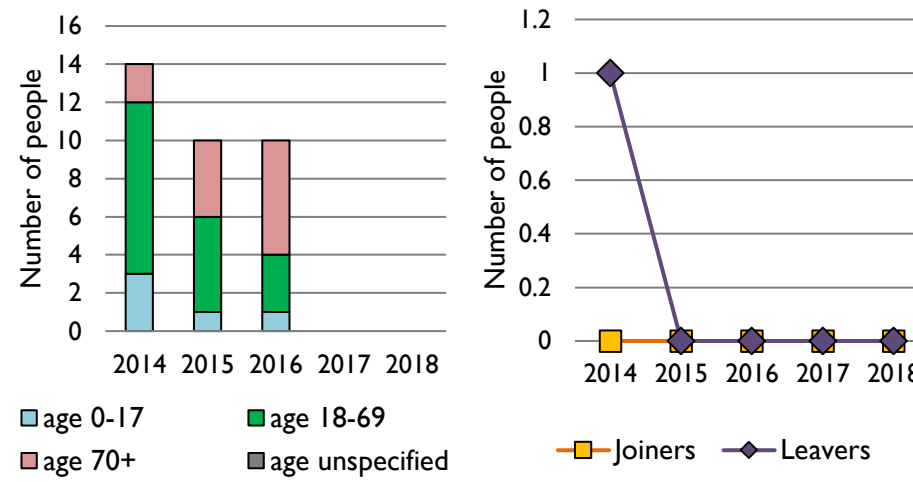 Number of people
16
14
12
10
8
6
4
2
0
2014 2015 2016 2017 2018
age 0-17 age 18-69
age 70+ age unspecified
Number of people
1.2
1
0.8
0.6
0.4
0.2
0
2014 2015 2016 2017 2018
Joiners Leavers